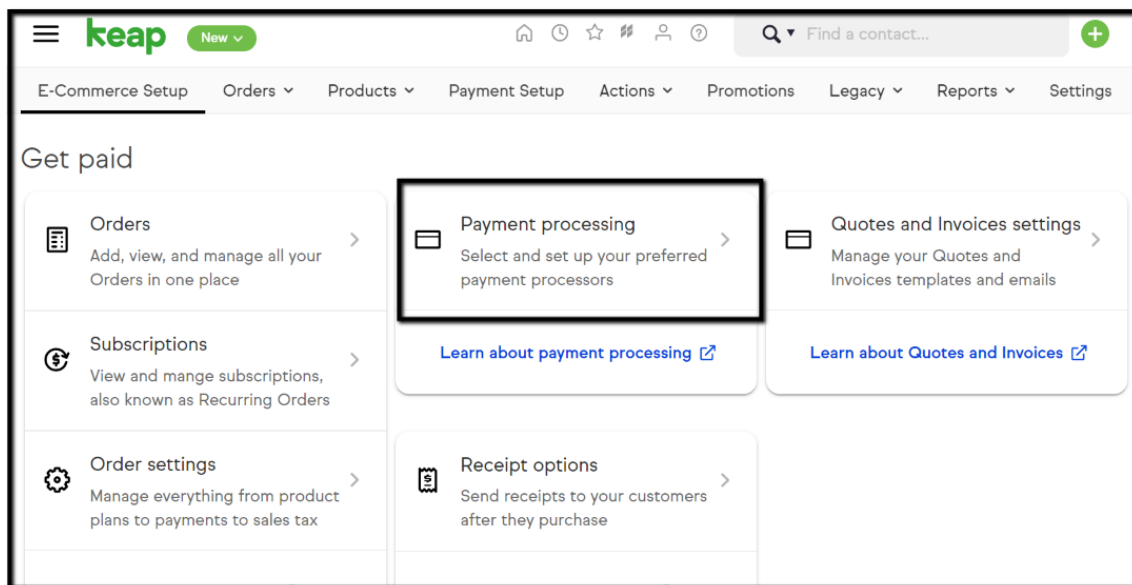 keap New
Find a contact...
E-Commerce Setup Orders Products Payment Setup Actions Promotions Legacy Reports Settings
Get paid
Orders
Add, view, and manage all your
Orders in one place
Subscriptions
View and mange subscriptions,
also known as Recurring Orders
Order settings
Manage everything from product
plans to payments to sales tax
Payment processing
Select and set up your preferred
payment processors
Learn about payment processing
Receipt options
Send receipts to your customers
after they purchase
Quotes and Invoices settings
Manage your Quotes and
Invoices templates and emails
Learn about Quotes and Invoices